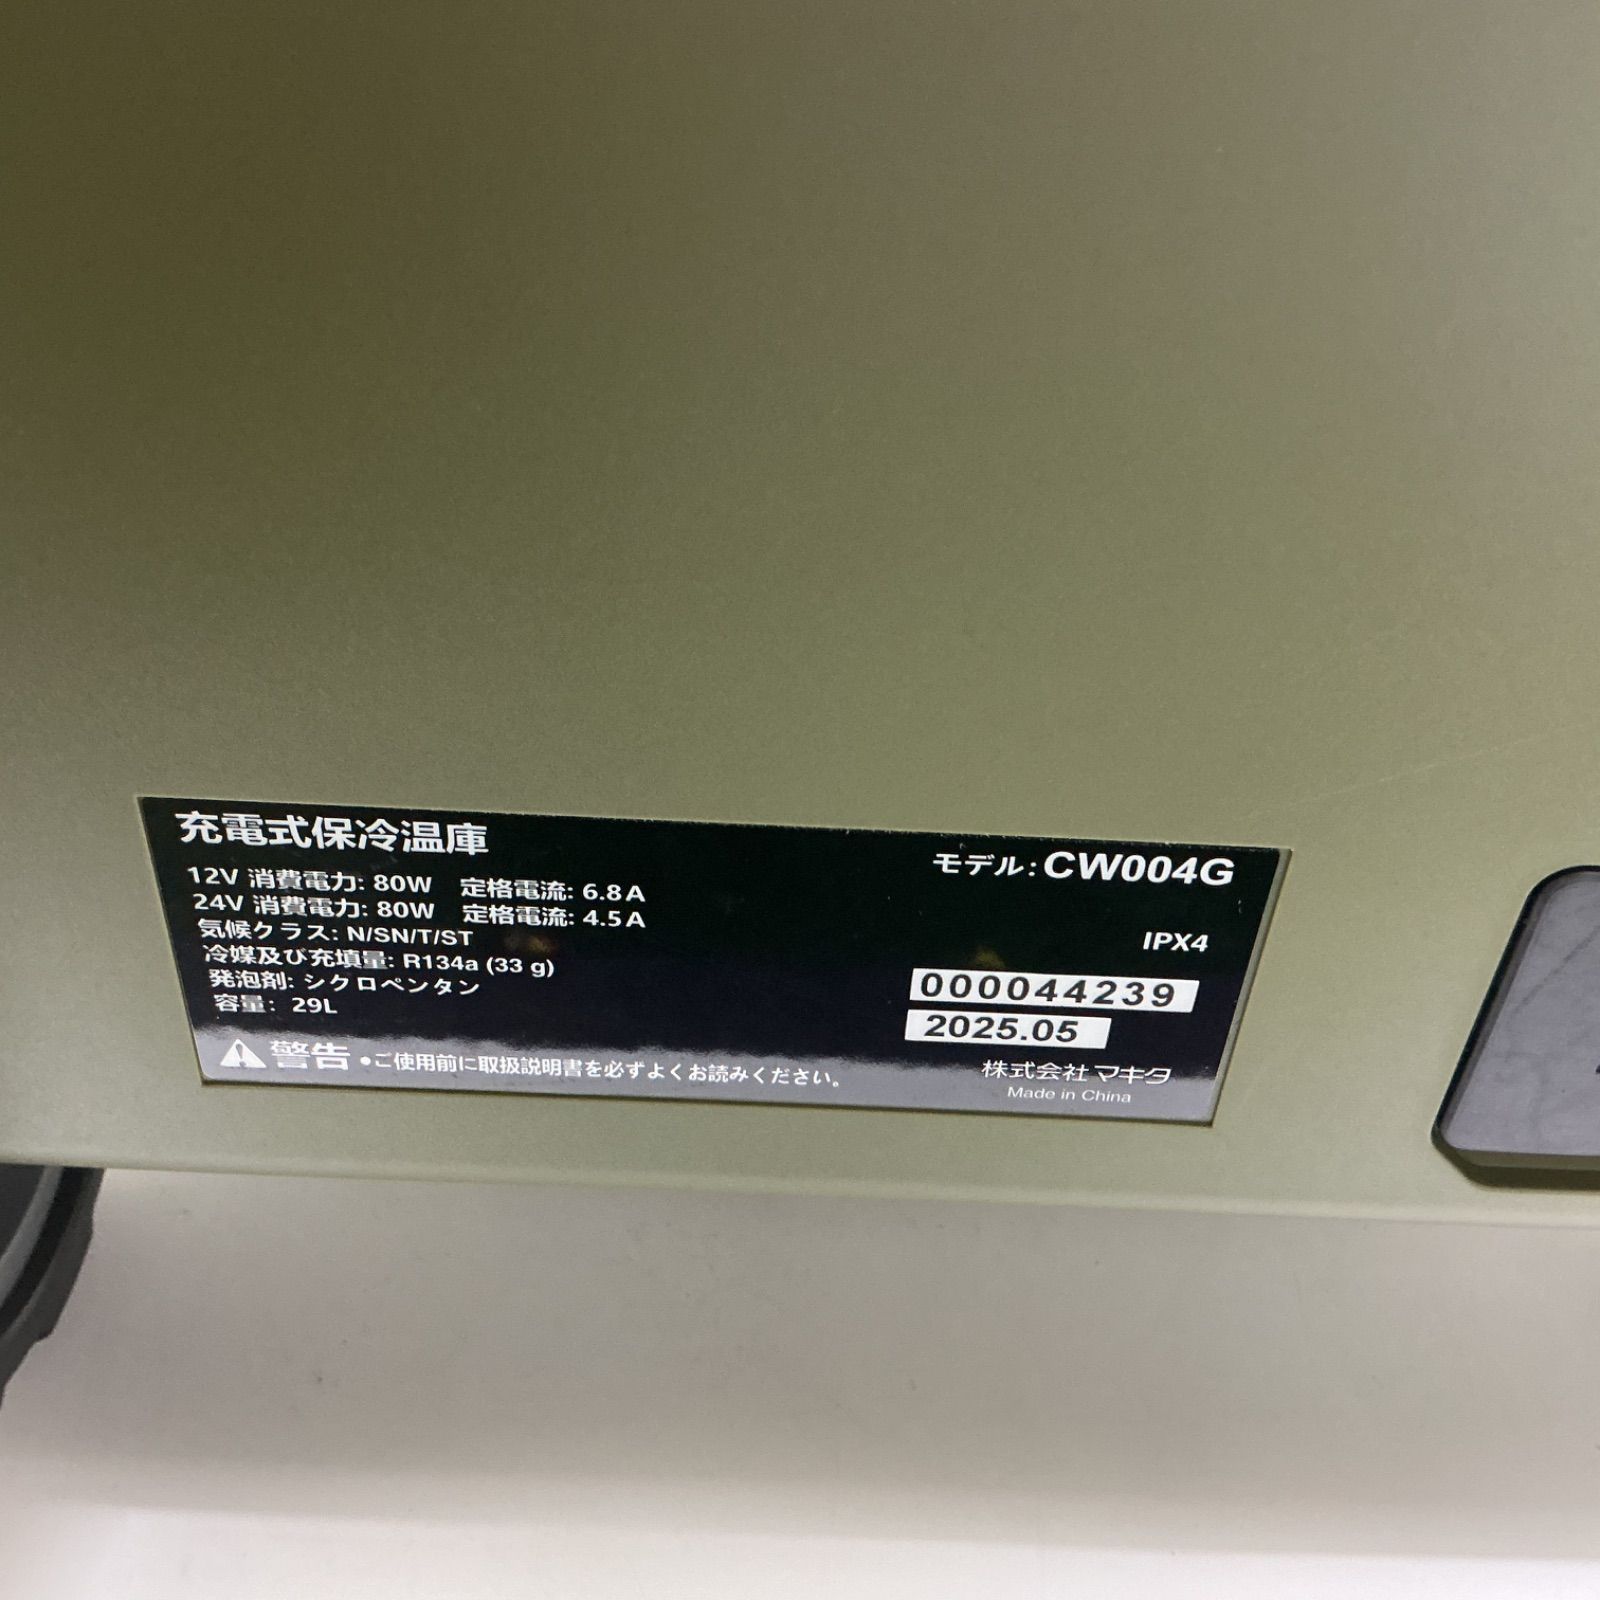 充電式保冷温庫
モデル: CW004G
12V 消費電力: 80W 定格電流: 6.8A
24V 消費電力: 80W 定格電流: 4.5A
気候クラス: N/SN/T/ST
IPX4
冷媒及び充填量: R134a (33 g)
発泡剤: シクロペンタン
000044239
容量: 29L
2025.05
警告 ●ご使用前に取扱説明書を必ずよくお読みください。
株式会社マキタ
Made in China